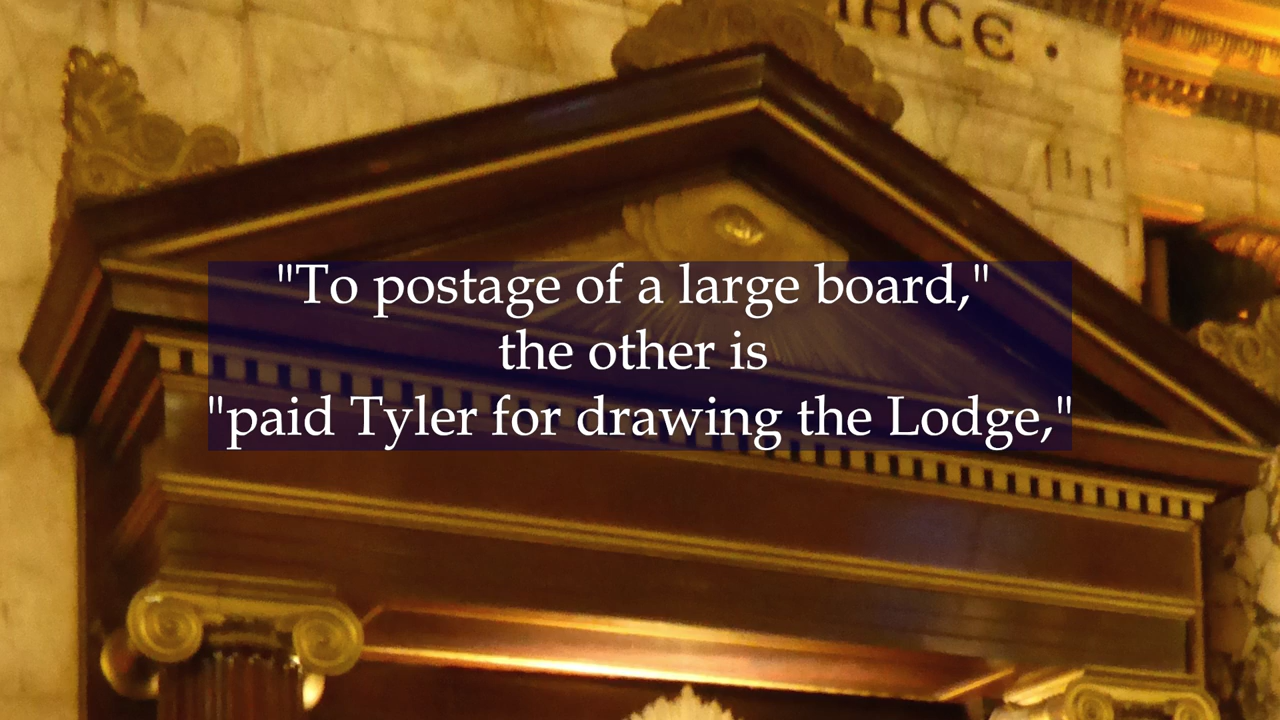 "To postage of a large board,"
the other is
"paid Tyler for drawing the Lodge,"